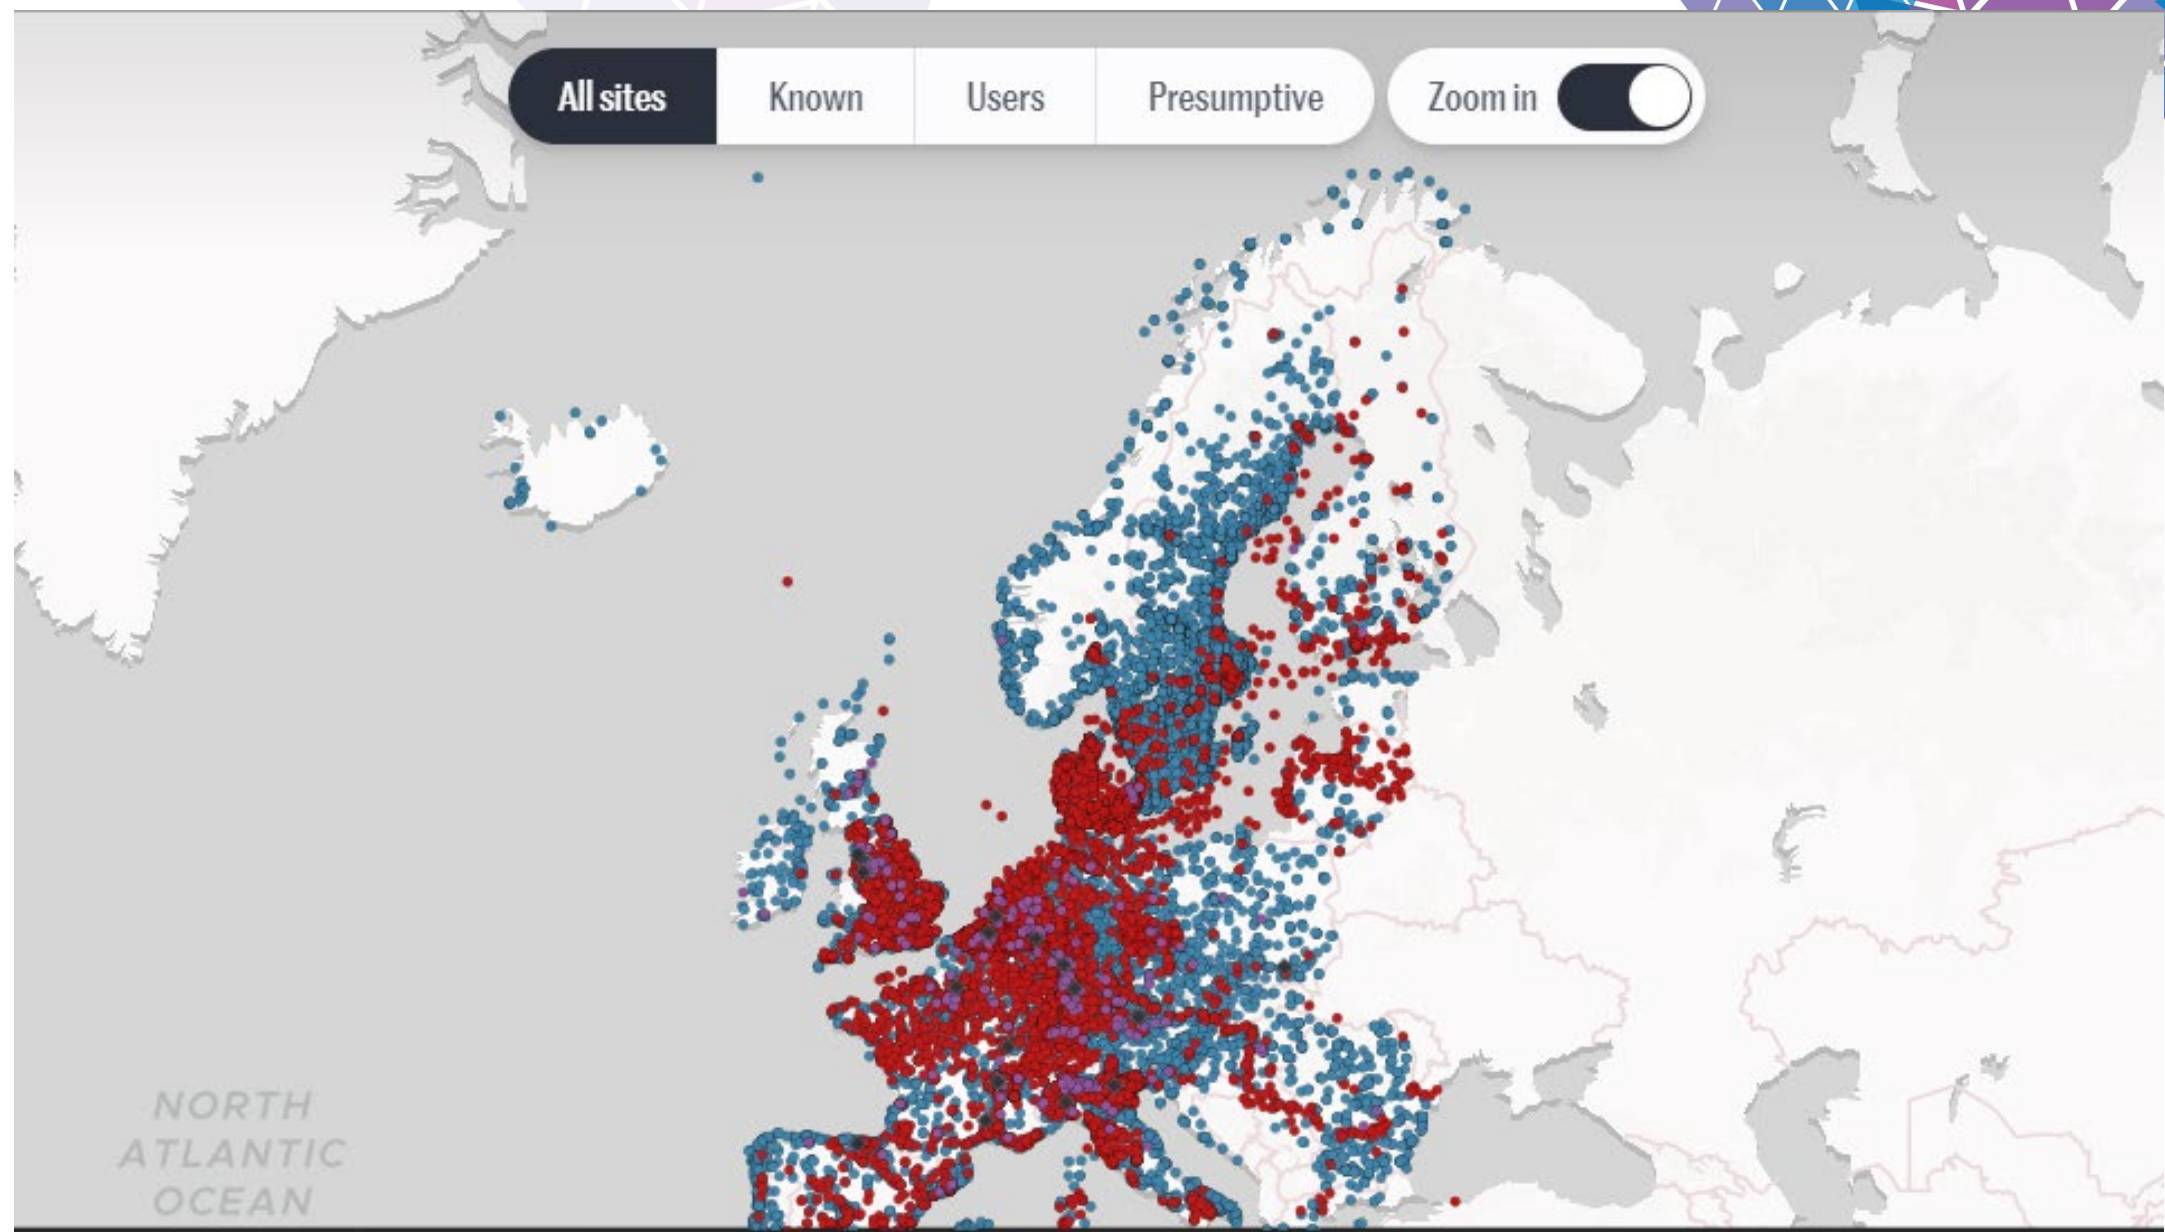 All sites
Known
Users
Presumptive
Zoom in
NORTH
ATLANTIC
OCEAN